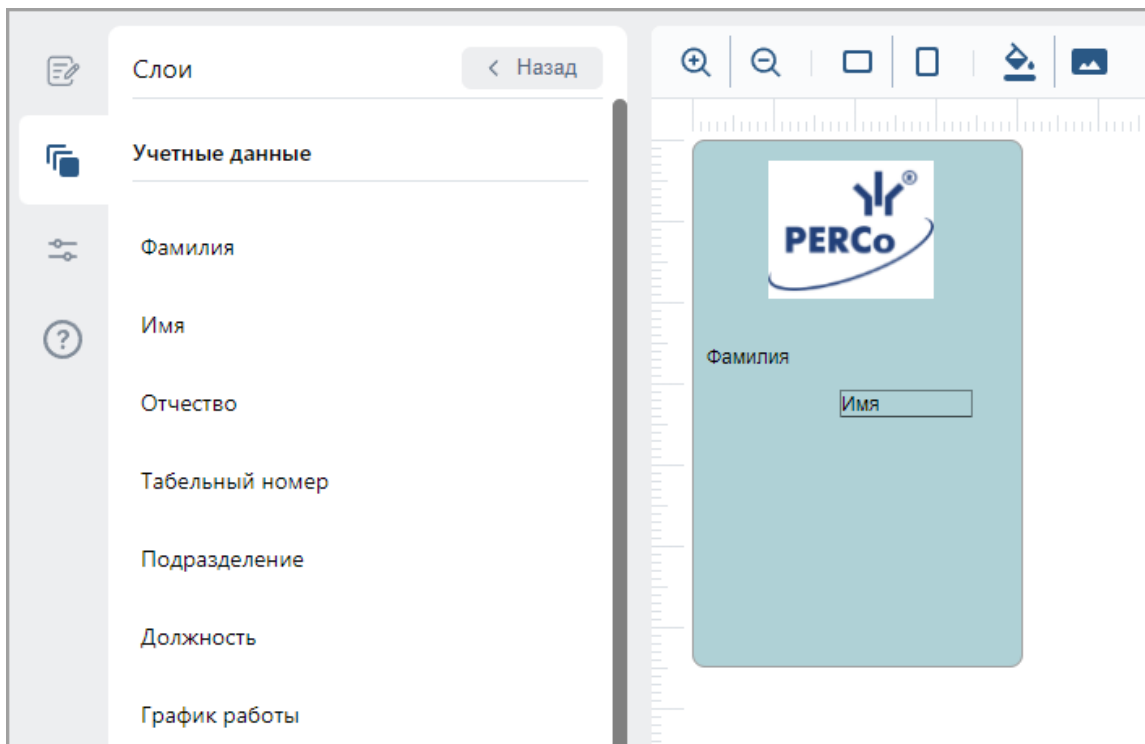 Слои
Назад
Учетные данные
Фамилия
Имя
Отчество
Табельный номер
Подразделение
Должность
График работы
PERCo®
Фамилия
Имя